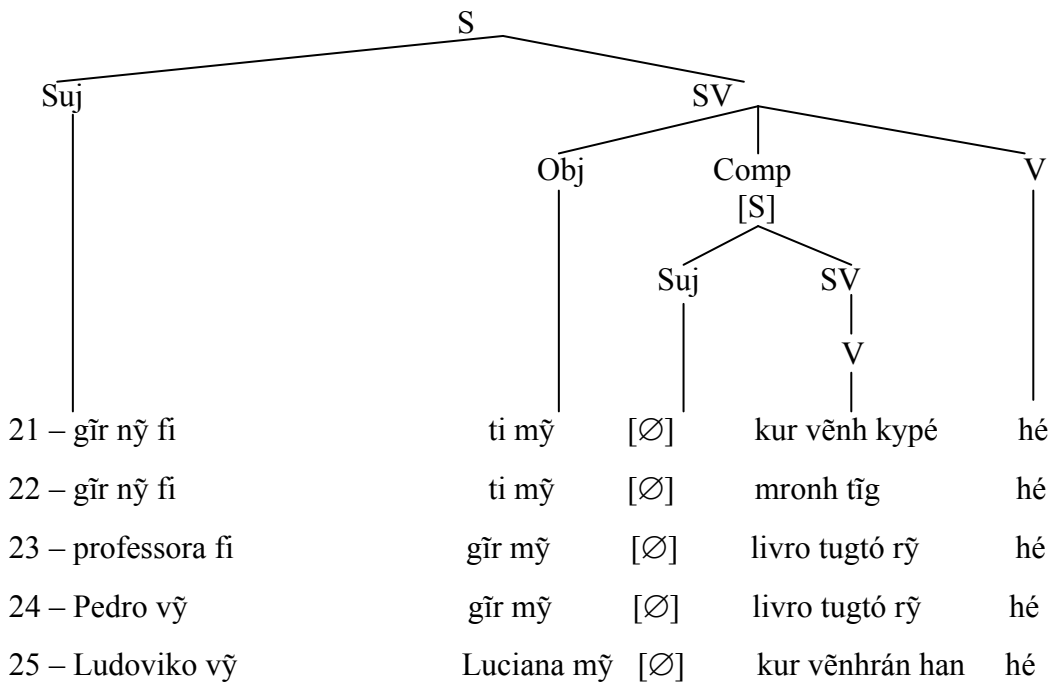 S
Suj SV
Obj Comp V
[S]
Suj SV
V
21 – gĩr nỹ fi ti mỹ [∅] kur vẽnh kypé hé
22 – gĩr nỹ fi ti mỹ [∅] mronh tĩg hé
23 – professora fi gĩr mỹ [∅] livro tugtó rỹ hé
24 – Pedro vỹ gĩr mỹ [∅] livro tugtó rỹ hé
25 – Ludoviko vỹ Luciana mỹ [∅] kur vẽnhrán han hé